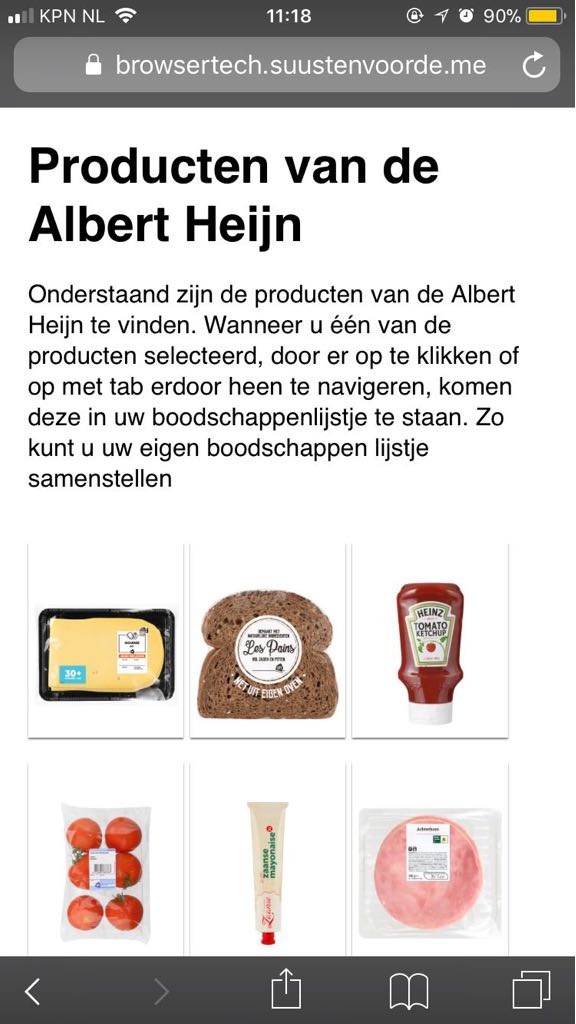 KPN NL 11:18 90%
browsertech.suustenvoorde.me
Producten van de
Albert Heijn
Onderstaand zijn de producten van de Albert
Heijn te vinden. Wanneer u één van de
producten selecteerd, door er op te klikken of
op met tab erdoor heen te navigeren, komen
deze in uw boodschappenlijstje te staan. Zo
kunt u uw eigen boodschappen lijstje
samenstellen
30+
Les Pains
NET UIT EIGEN OVEN
HEINZ
TOMATO
KETCHUP
zaanse
mayonaise
Achterham